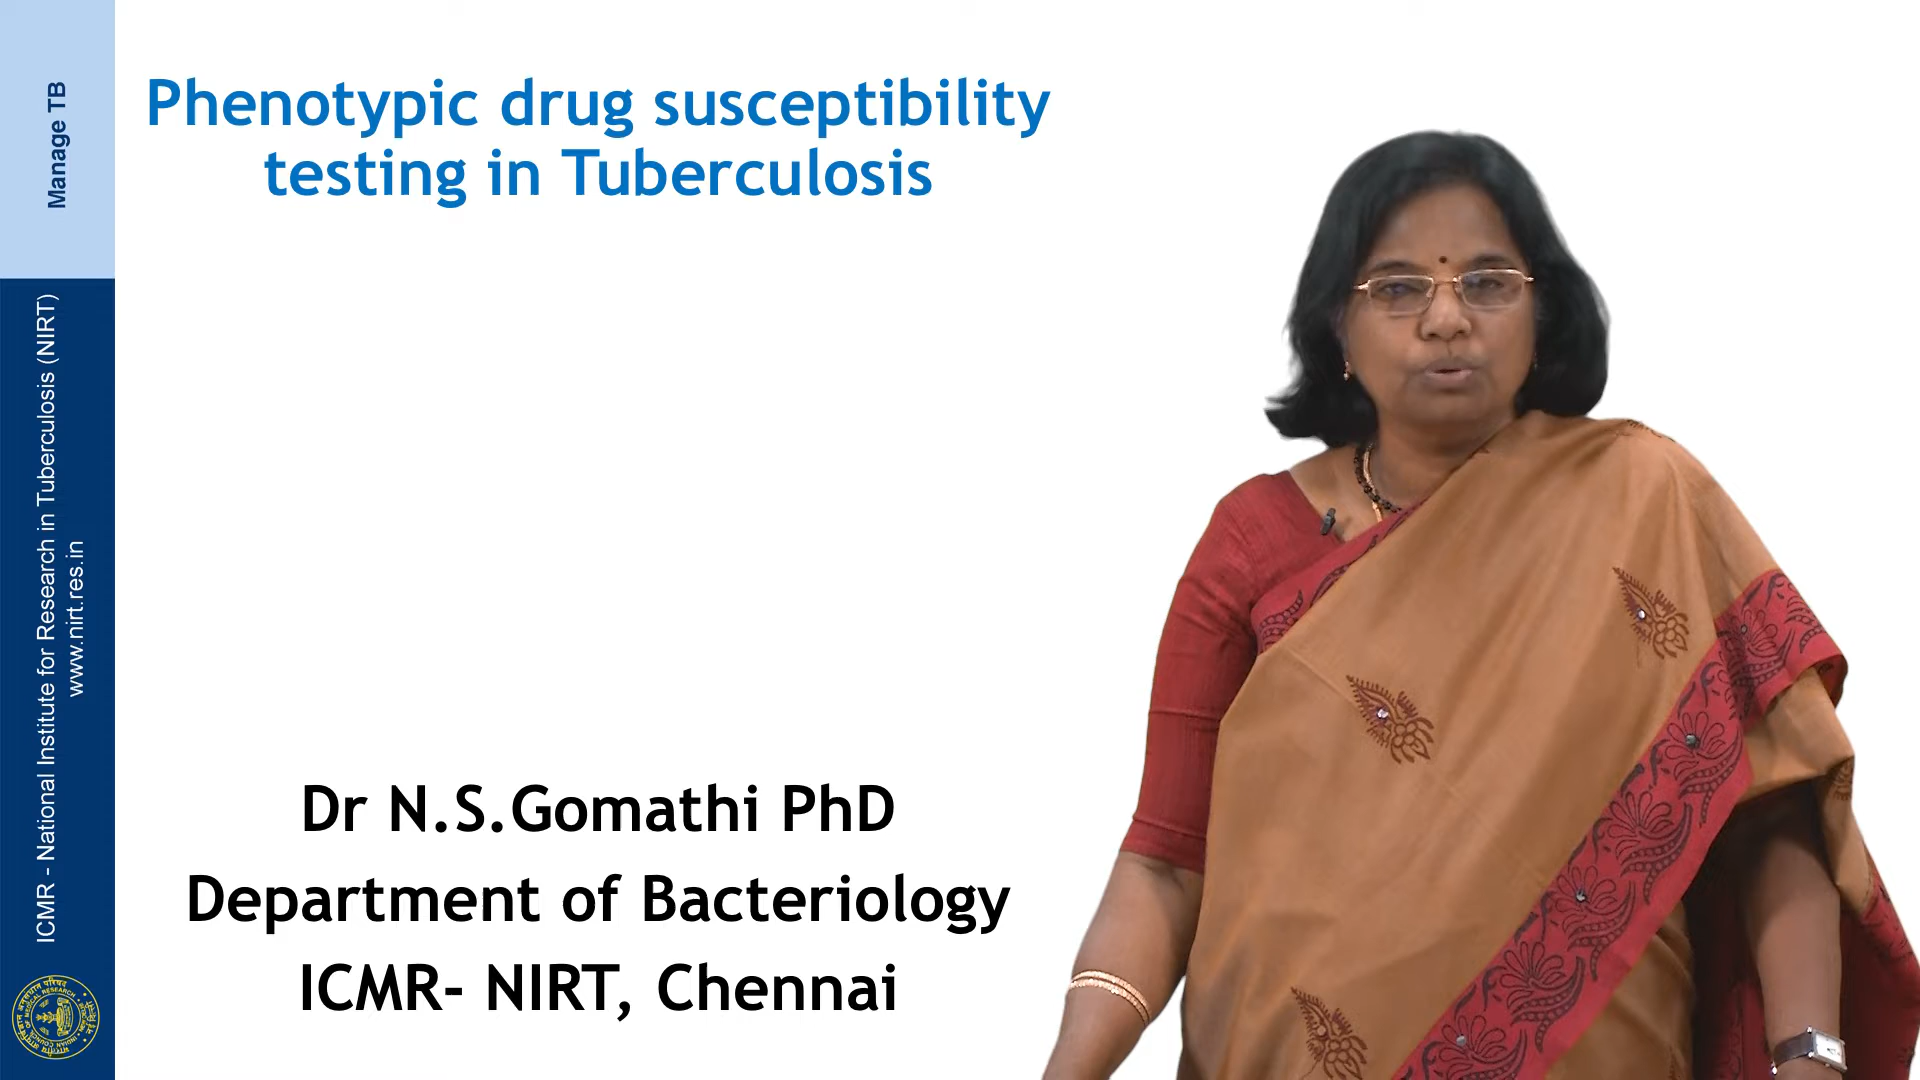 Manage TB
ICMR - National Institute for Research in Tuberculosis (NIRT)
www.nirt.res.in
Phenotypic drug susceptibility
testing in Tuberculosis
Dr N.S.Gomathi PhD
Department of Bacteriology
ICMR- NIRT, Chennai